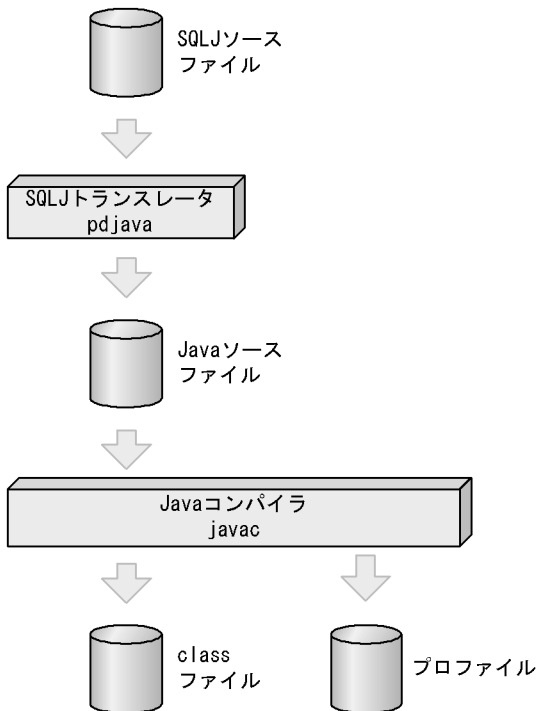 SQLJソース
ファイル
SQLJトランスレータ
pdjava
Javaソース
ファイル
Javaコンパイラ
javac
class
ファイル
プロファイル